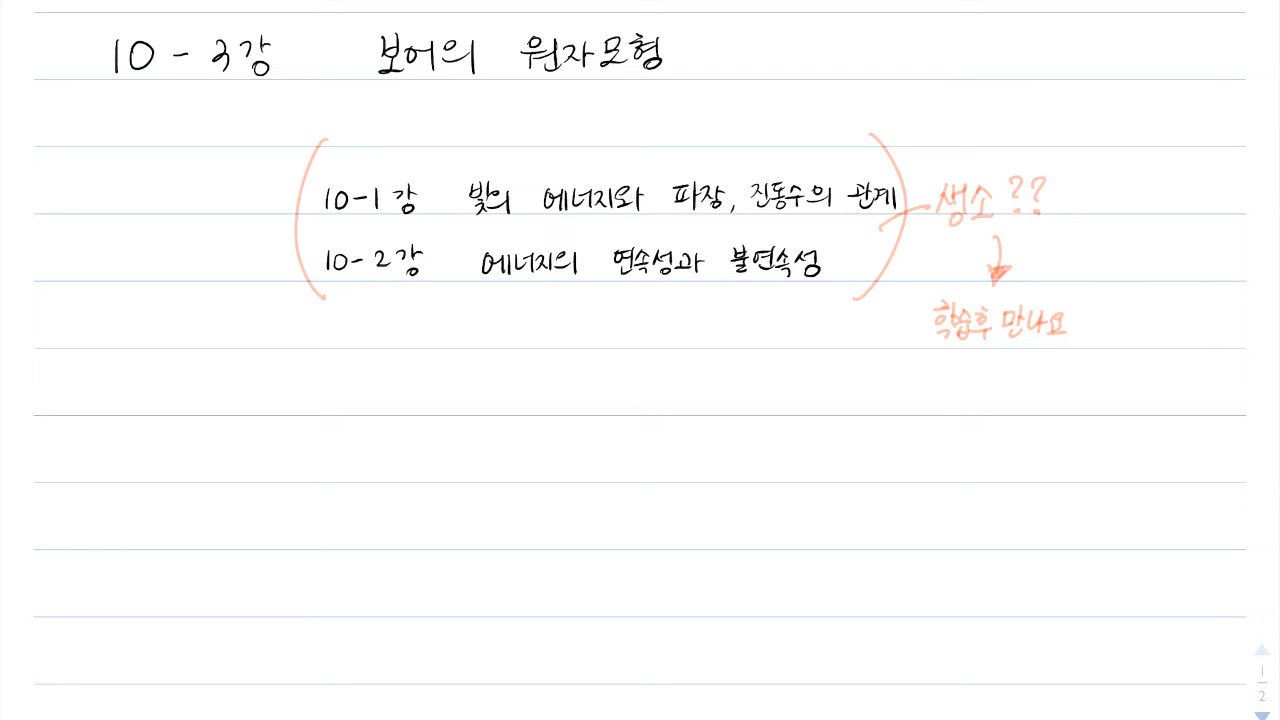 10-3강 보어의 원자모형
10-1강 빛의 에너지와 파장, 진동수의 관계
10-2강 에너지의 연속성과 불연속성
생소??
학습후 만나요
1
2